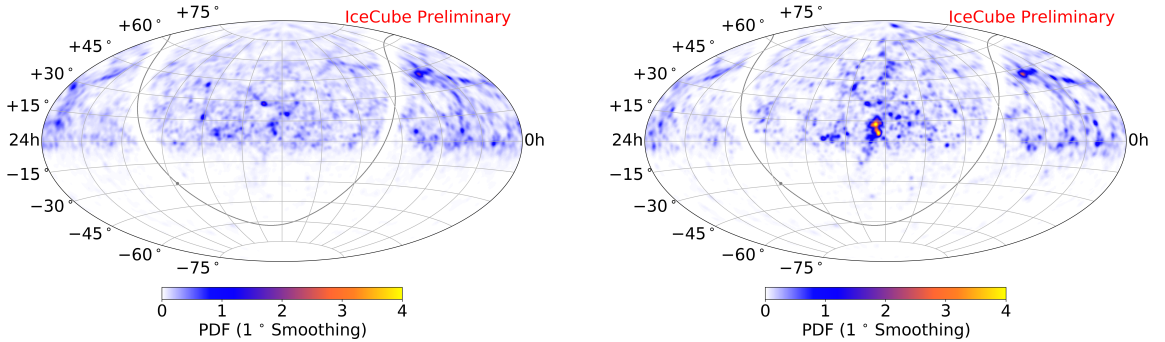 IceCube Preliminary
+75°
+60°
+45°
+30°
+15°
24h
0h
−15°
−30°
−45°
−60°
−75°
0 1 2 3 4
PDF (1 ° Smoothing)
IceCube Preliminary
+75°
+60°
+45°
+30°
+15°
24h
0h
−15°
−30°
−45°
−60°
−75°
0 1 2 3 4
PDF (1 ° Smoothing)